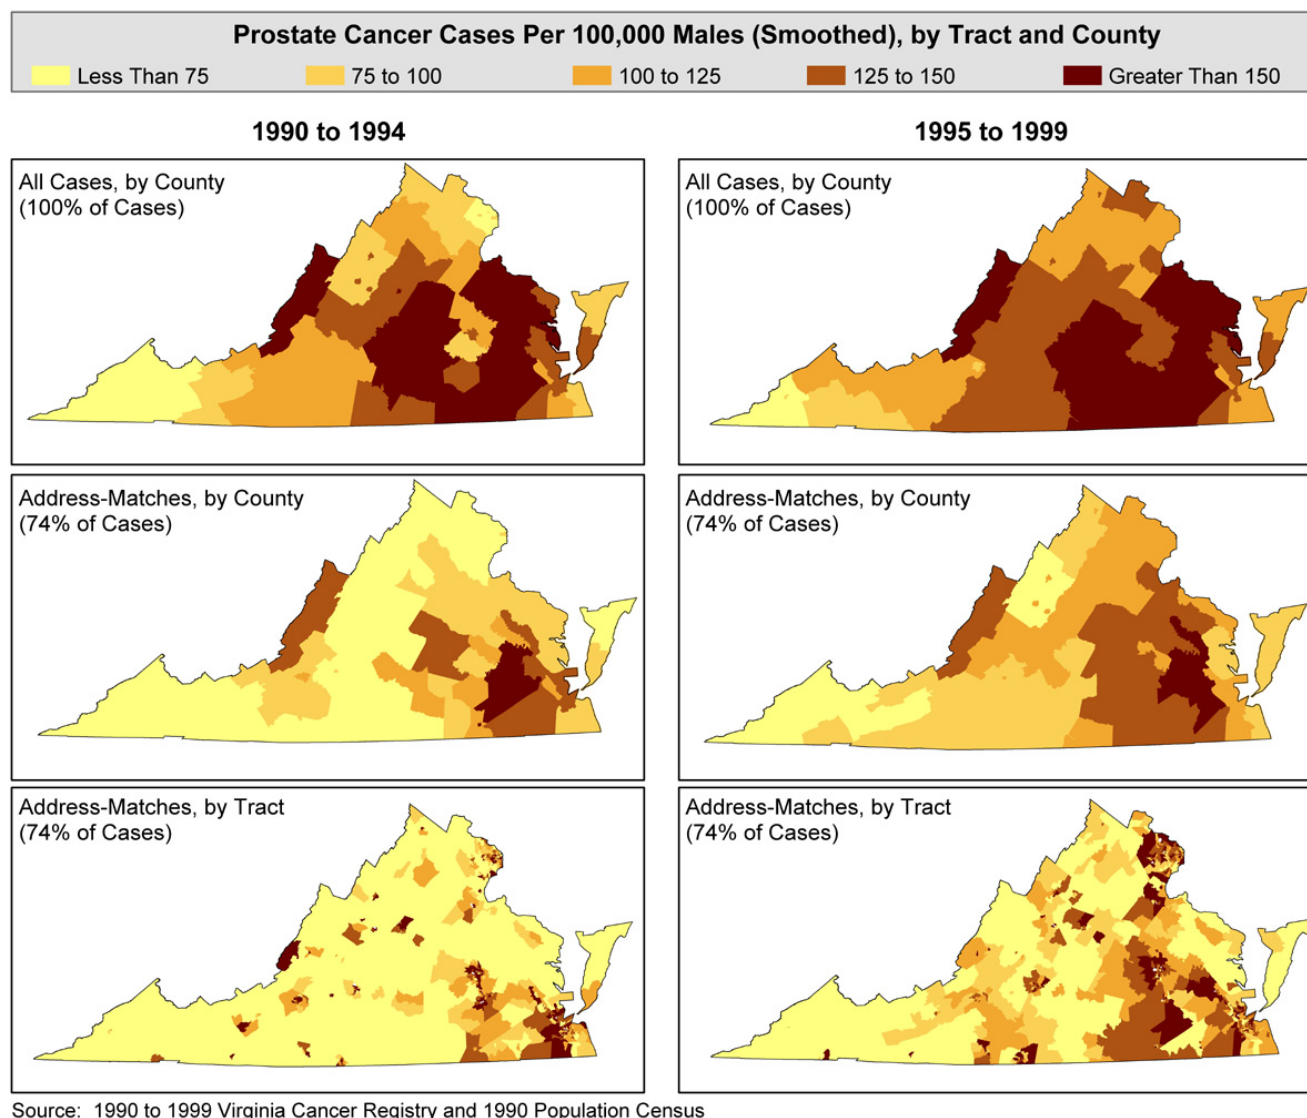 Prostate Cancer Cases Per 100,000 Males (Smoothed), by Tract and County
Less Than 75 75 to 100 100 to 125 125 to 150 Greater Than 150
1990 to 1994 1995 to 1999
All Cases, by County
(100% of Cases)
All Cases, by County
(100% of Cases)
Address-Matches, by County
(74% of Cases)
Address-Matches, by County
(74% of Cases)
Address-Matches, by Tract
(74% of Cases)
Address-Matches, by Tract
(74% of Cases)
Source: 1990 to 1999 Virginia Cancer Registry and 1990 Population Census